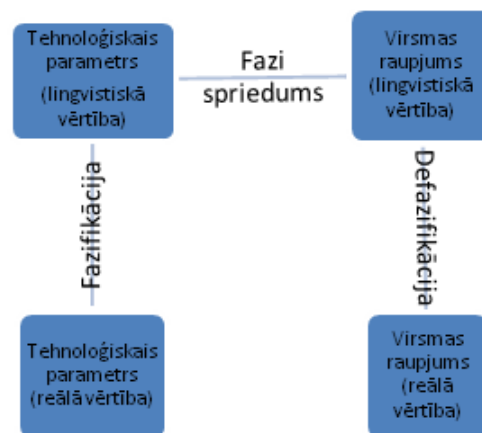 Tehnoloģiskais
parametrs
(lingvistiskā
vērtība)
Fazi
spriedums
Virsmas
raupjums
(lingvistiskā
vērtība)
Fazifikācija
Defazifikācija
Tehnoloģiskais
parametrs
(reālā vērtība)
Virsmas
raupjums
(reālā
vērtība)